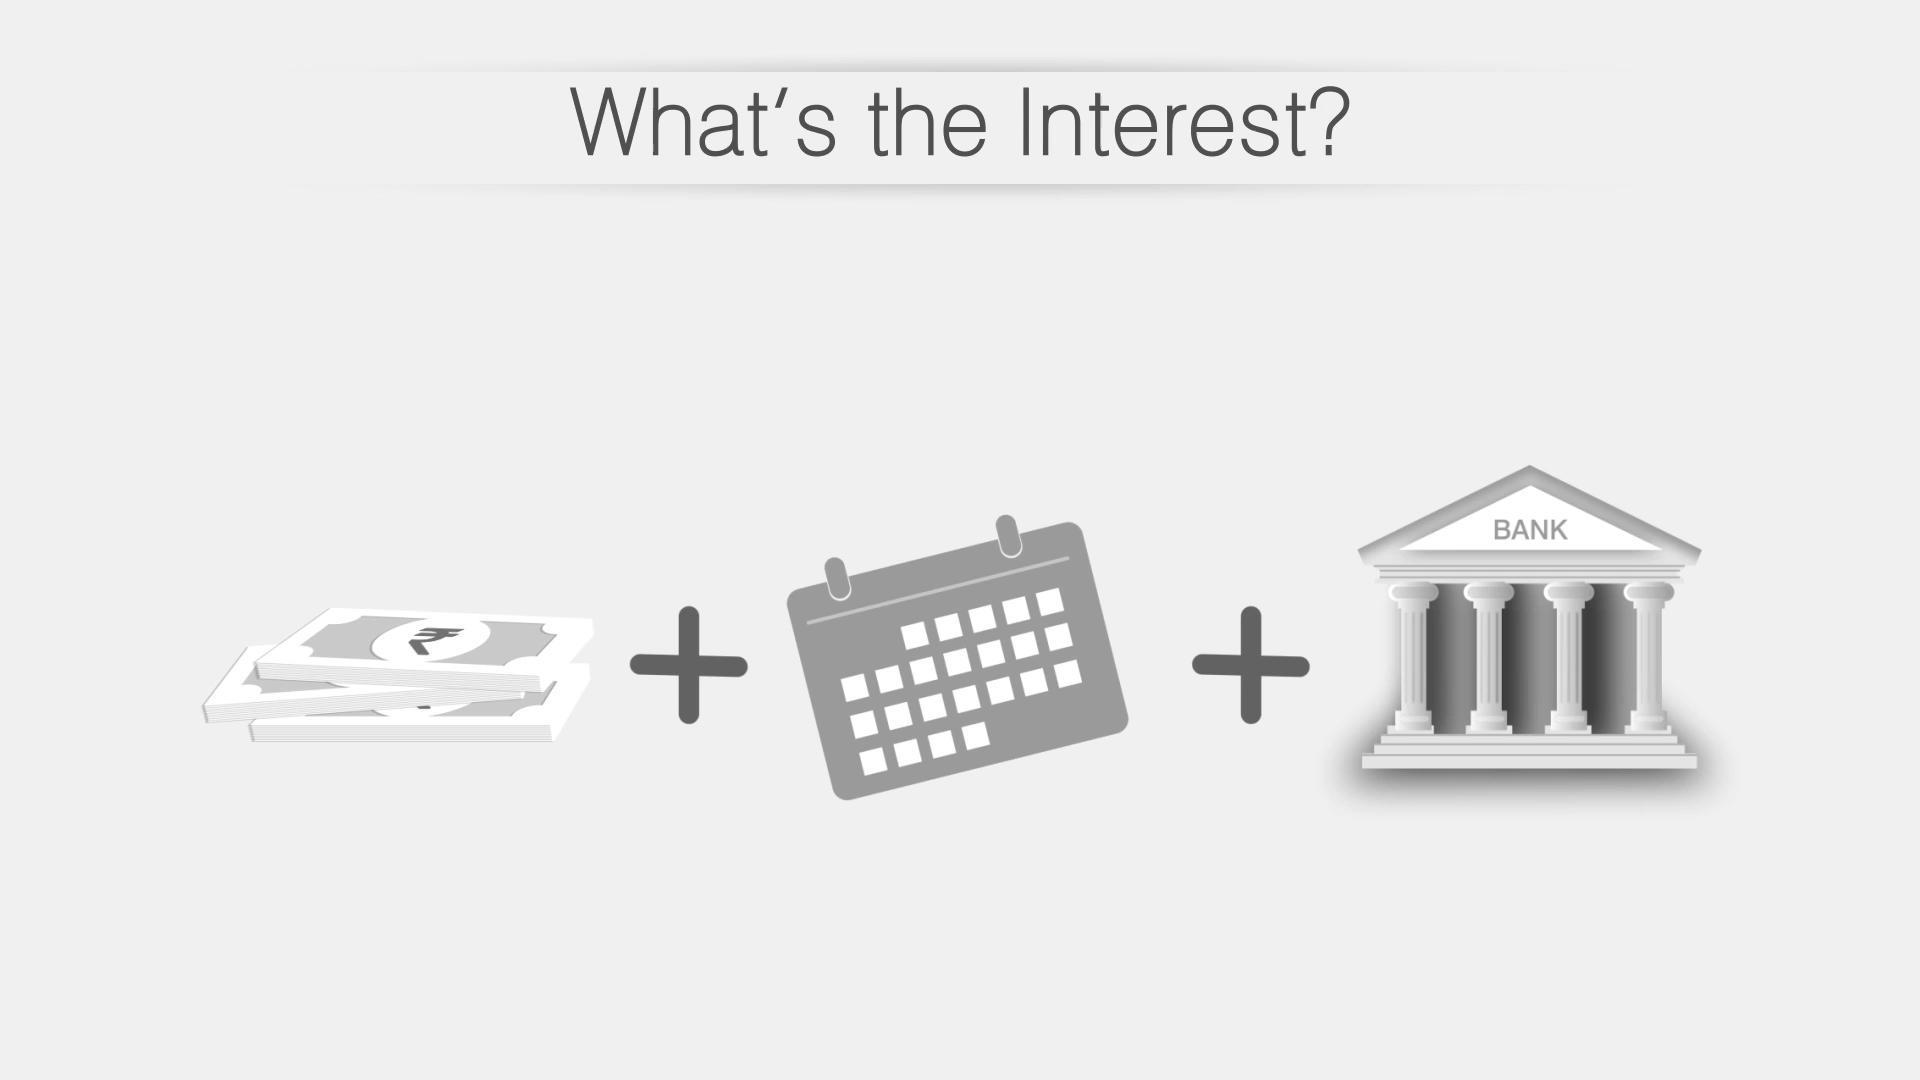 What's the Interest?
BANK
₹